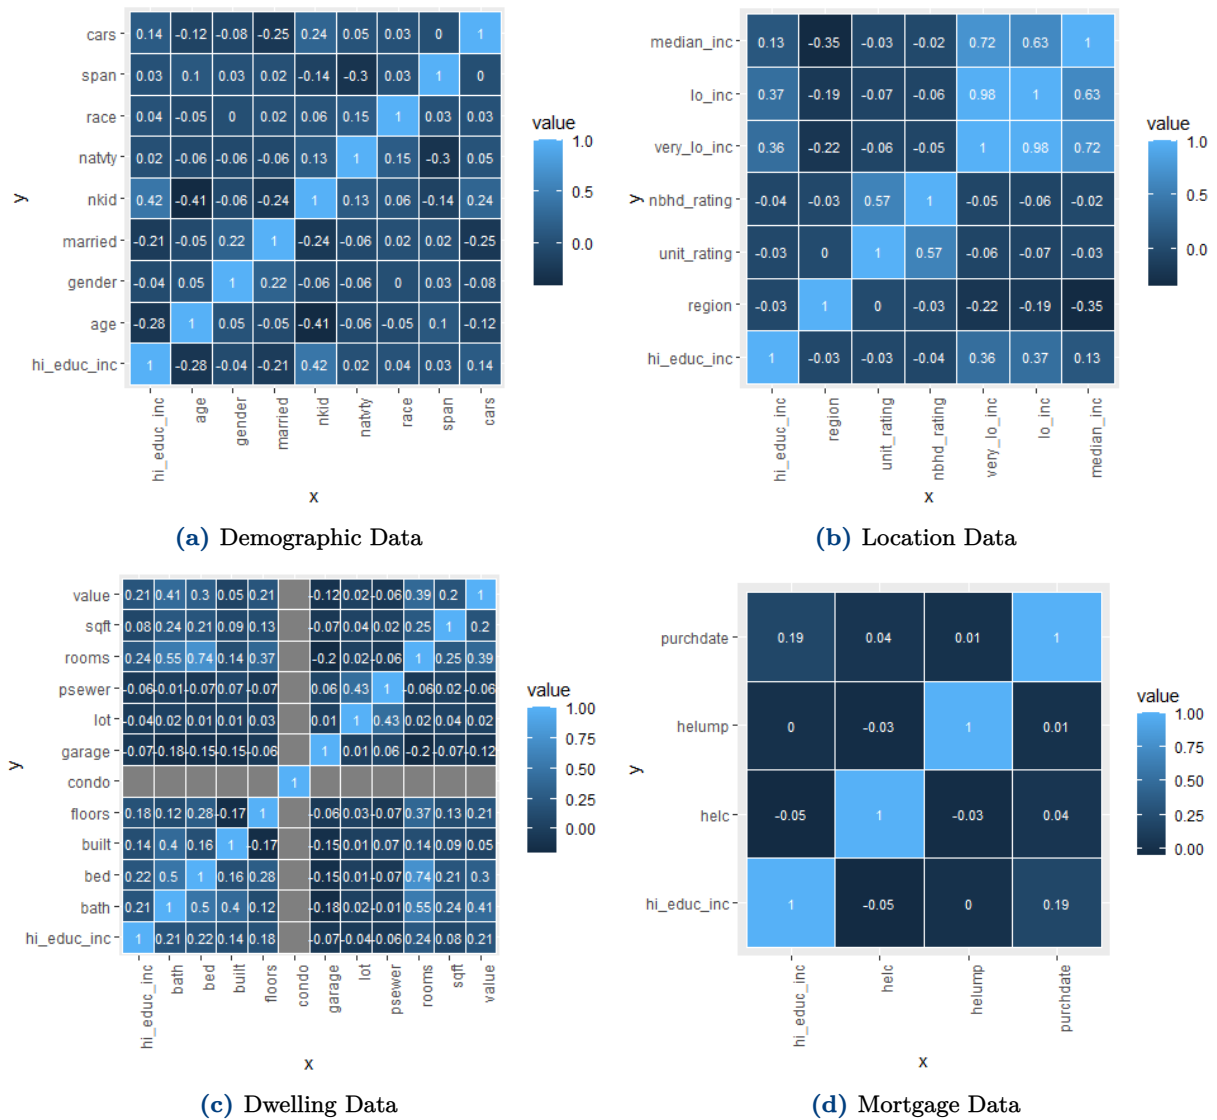 cars 0.14 -0.12 -0.08 -0.25 0.24 0.05 0.03 0 1
span 0.03 0.1 0.03 0.02 -0.14 -0.3 0.03 1 0
race 0.04 -0.05 0 0.02 0.06 0.15 1 0.03 0.03
natvty 0.02 -0.06 -0.06 -0.06 0.13 1 0.15 -0.3 0.05
nkid 0.42 -0.41 -0.06 -0.24 1 0.13 0.06 -0.14 0.24
married -0.21 -0.05 0.22 1 -0.24 -0.06 0.02 0.02 -0.25
gender -0.04 0.05 1 0.22 -0.06 -0.06 0 0.03 -0.08
age -0.28 1 0.05 -0.05 -0.41 -0.06 -0.05 0.1 -0.12
hi_educ_inc 1 -0.28 -0.04 -0.21 0.42 0.02 0.04 0.03 0.14
y
hi_educ_inc age gender married nkid natvty race span cars
x
value
1.0
0.5
0.0
(a) Demographic Data
median_inc 0.13 -0.35 -0.03 -0.02 0.72 0.63 1
lo_inc 0.37 -0.19 -0.07 -0.06 0.98 1 0.63
very_lo_inc 0.36 -0.22 -0.06 -0.05 1 0.98 0.72
nbhd_rating -0.04 -0.03 0.57 1 -0.05 -0.06 -0.02
unit_rating -0.03 0 1 0.57 -0.06 -0.07 -0.03
region -0.03 1 0 -0.03 -0.22 -0.19 -0.35
hi_educ_inc 1 -0.03 -0.03 -0.04 0.36 0.37 0.13
y
hi_educ_inc region unit_rating nbhd_rating very_lo_inc lo_inc median_inc
x
value
1.0
0.5
0.0
(b) Location Data
value 0.21 0.41 0.3 0.05 0.21 -0.12 0.02 -0.06 0.39 0.2 1
sqft 0.08 0.24 0.21 0.09 0.13 -0.07 0.04 0.02 0.25 1 0.2
rooms 0.24 0.55 0.74 0.14 0.37 -0.2 0.02 -0.06 1 0.25 0.39
psewer -0.06 -0.01 -0.07 0.07 -0.07 0.06 0.43 1 -0.06 0.02 -0.06
lot -0.04 0.02 0.01 0.01 0.03 0.01 1 0.43 0.02 0.04 0.02
garage -0.07 -0.18 -0.15 -0.15 -0.06 1 0.01 0.06 -0.2 -0.07 -0.12
condo 1
floors 0.18 0.12 0.28 -0.17 1 -0.06 0.03 -0.07 0.37 0.13 0.21
built 0.14 0.4 0.16 1 -0.17 -0.15 0.01 0.07 0.14 0.09 0.05
bed 0.22 0.5 1 0.16 0.28 -0.15 0.01 -0.07 0.74 0.21 0.3
bath 0.21 1 0.5 0.4 0.12 -0.18 0.02 -0.01 0.55 0.24 0.41
hi_educ_inc 1 0.21 0.22 0.14 0.18 -0.07 -0.04 -0.06 0.24 0.08 0.21
y
hi_educ_inc bath bed built floors condo garage lot psewer rooms sqft value
x
value
1.00
0.75
0.50
0.25
0.00
(c) Dwelling Data
purchdate 0.19 0.04 0.01 1
helump 0 -0.03 1 0.01
helc -0.05 1 -0.03 0.04
hi_educ_inc 1 -0.05 0 0.19
y
hi_educ_inc helc helump purchdate
x
value
1.00
0.75
0.50
0.25
0.00
(d) Mortgage Data